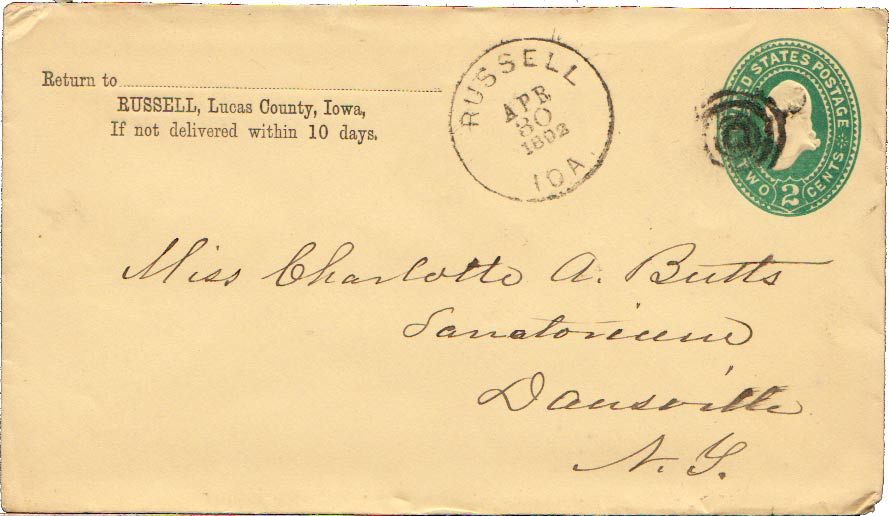 Return to
RUSSELL, Lucas County, Iowa,
If not delivered within 10 days.
RUSSELL
APR
30
1892
IOA.
ED STATES POSTAGE
TWO 2 CENTS
Miss Charlotte A. Butts
Sanatorium
Dansville
N. Y.